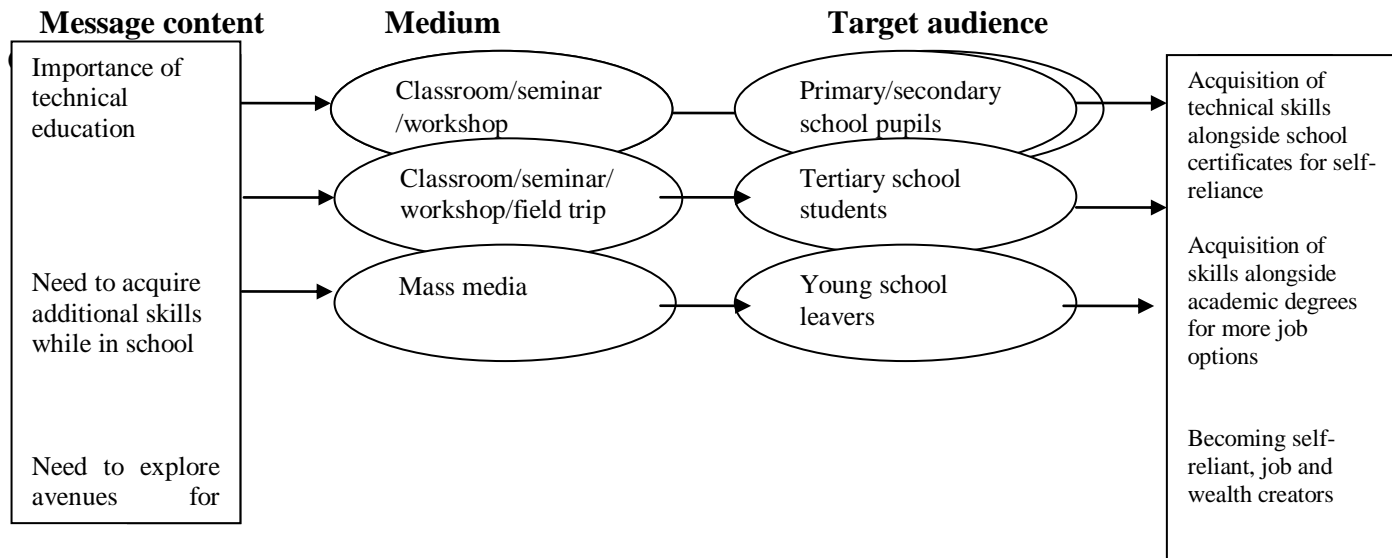 Message content Medium Target audience
Importance of
technical
education
Need to acquire
additional skills
while in school
Need to explore
avenues for
Classroom/seminar
/workshop
Classroom/seminar/
workshop/field trip
Mass media
Primary/secondary
school pupils
Tertiary school
students
Young school
leavers
Acquisition of
technical skills
alongside school
certificates for self-
reliance
Acquisition of
skills alongside
academic degrees
for more job
options
Becoming self-
reliant, job and
wealth creators